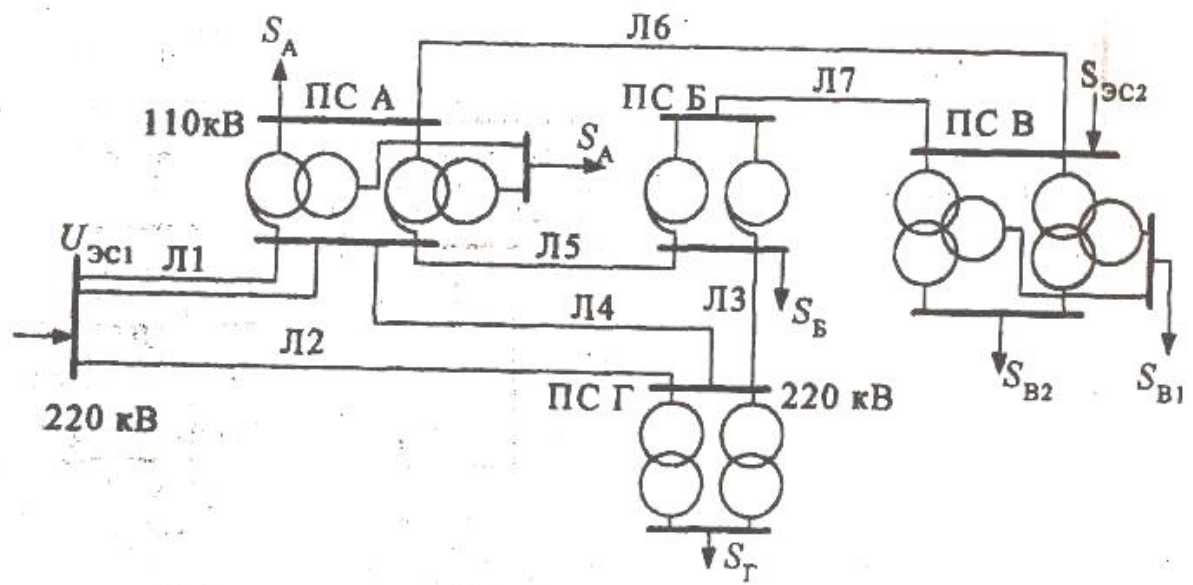 S_A
Л6
ПС А
ПС Б
Л7
S_ЭС2
110кВ
ПС В
S_A
U_ЭС1
Л1
Л5
Л3
S_Б
Л4
Л2
S_В2
S_В1
ПС Г
220 кВ
220 кВ
S_Г